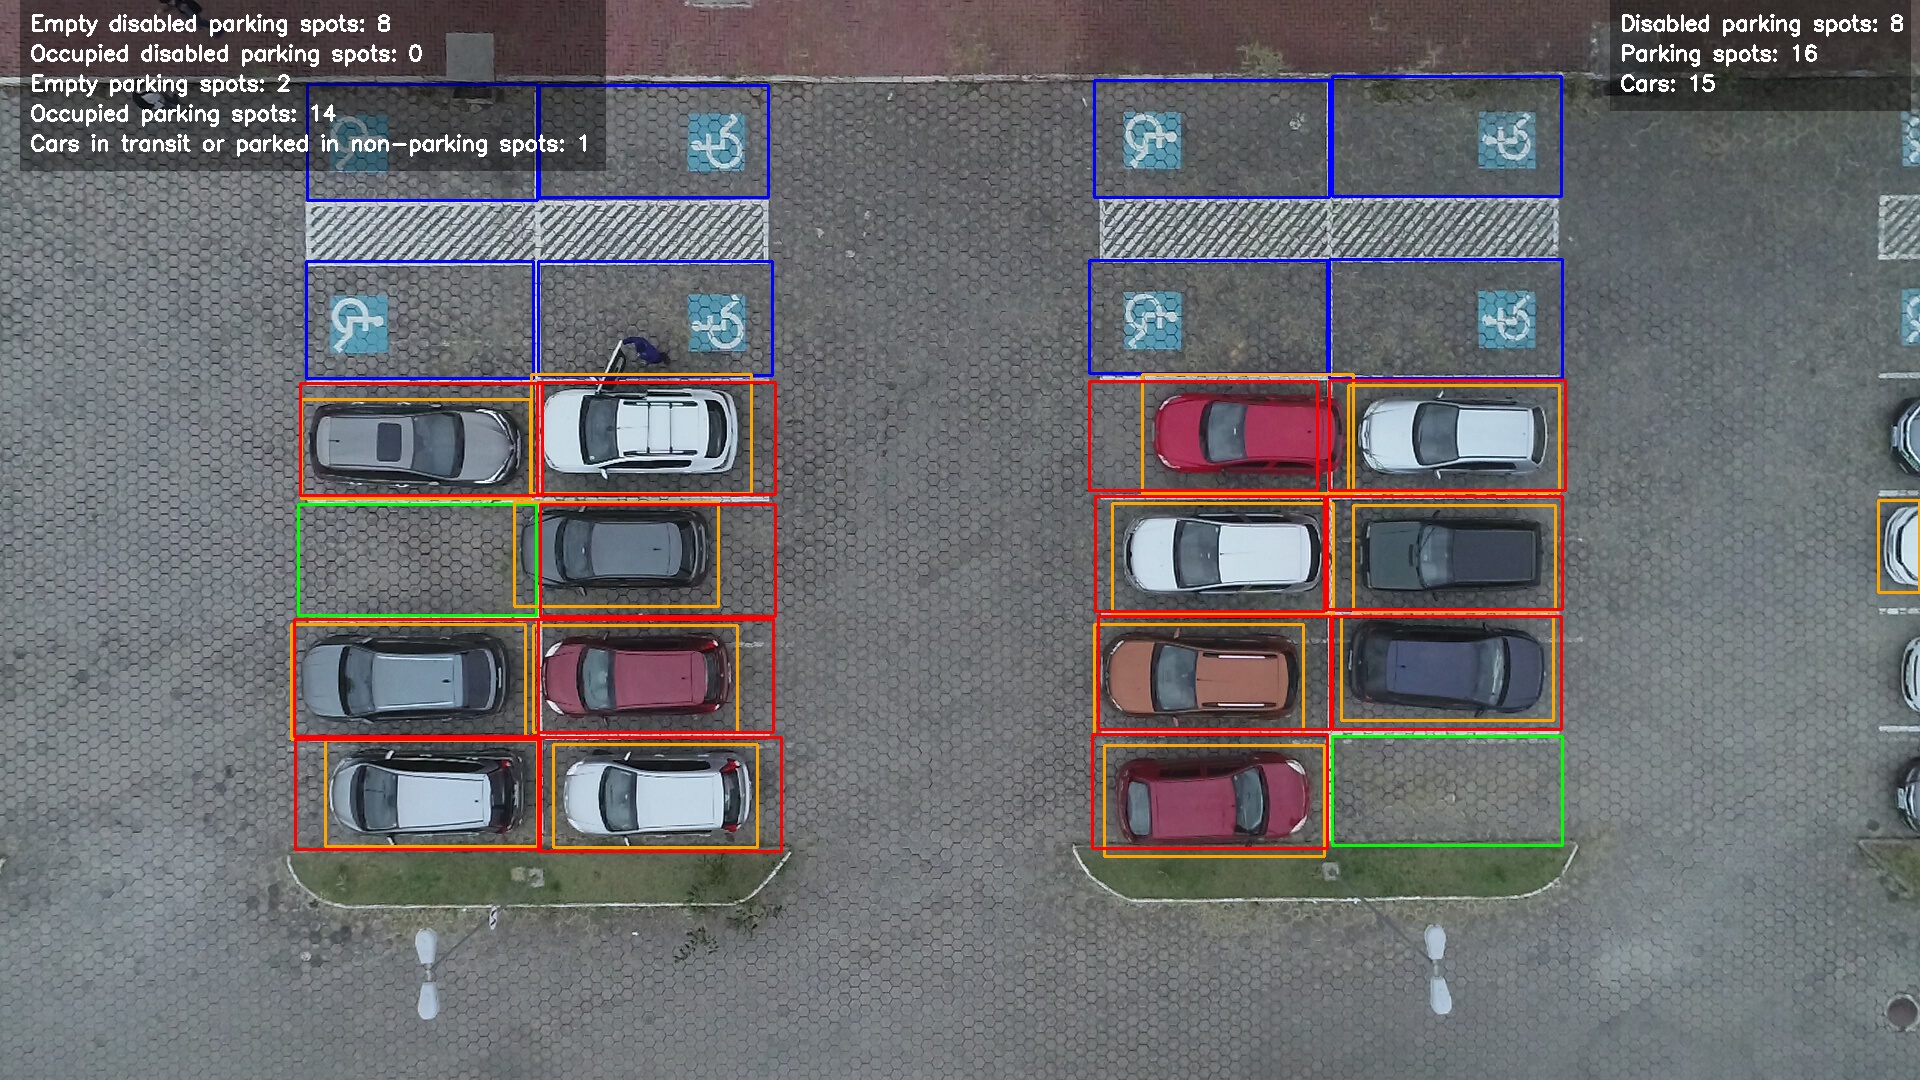 Empty disabled parking spots: 8
Occupied disabled parking spots: 0
Empty parking spots: 2
Occupied parking spots: 14
Cars in transit or parked in non-parking spots: 1
Disabled parking spots: 8
Parking spots: 16
Cars: 15